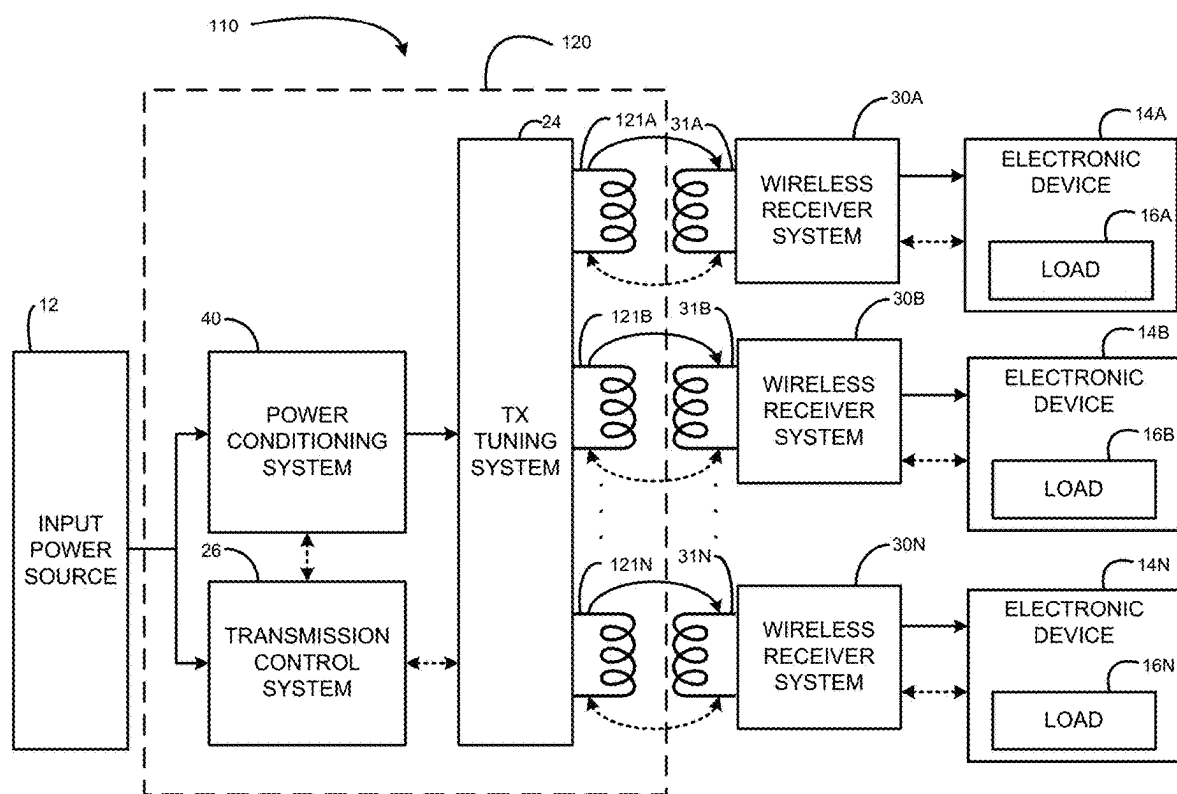 110
120
24
121A
31A
30A
14A
WIRELESS
RECEIVER
SYSTEM
ELECTRONIC
DEVICE
16A
LOAD
12
INPUT
POWER
SOURCE
40
POWER
CONDITIONING
SYSTEM
26
TRANSMISSION
CONTROL
SYSTEM
TX
TUNING
SYSTEM
121B
31B
30B
14B
WIRELESS
RECEIVER
SYSTEM
ELECTRONIC
DEVICE
16B
LOAD
121N
31N
30N
14N
WIRELESS
RECEIVER
SYSTEM
ELECTRONIC
DEVICE
16N
LOAD